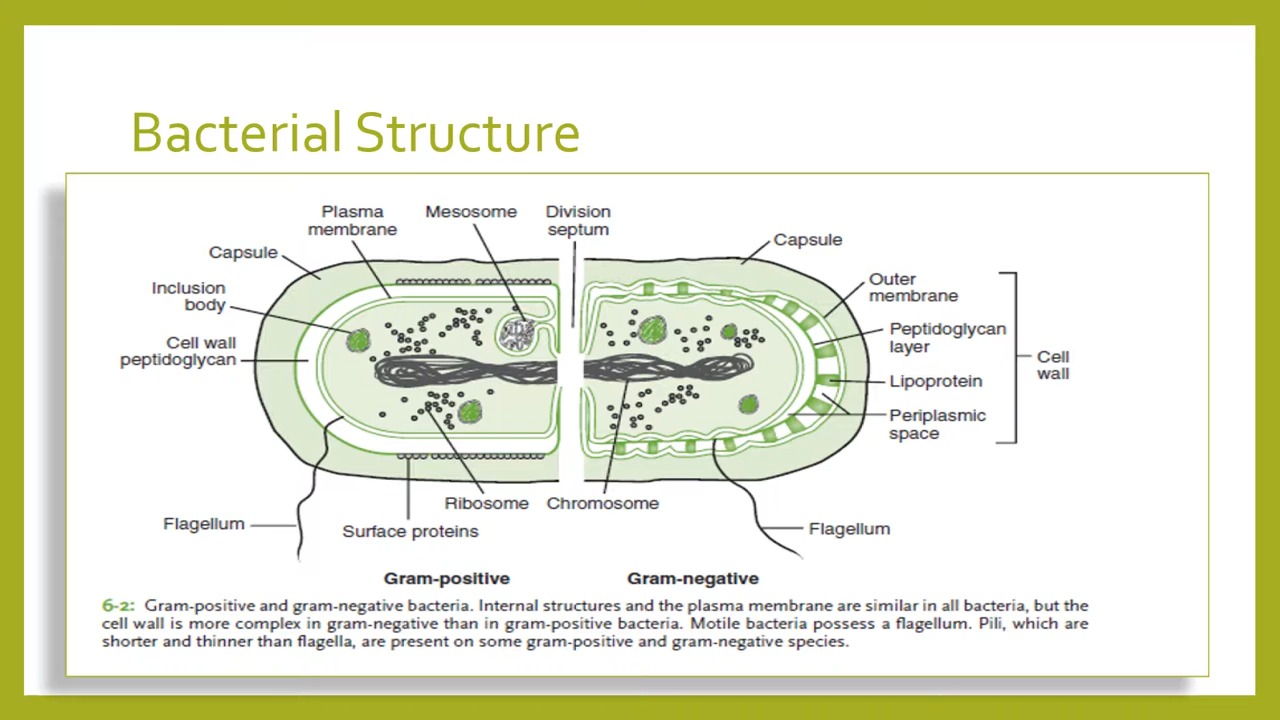 Bacterial Structure
Plasma
membrane
Mesosome
Division
septum
Capsule
Capsule
Inclusion
body
Outer
membrane
Cell wall
peptidoglycan
Peptidoglycan
layer
Cell
wall
Lipoprotein
Periplasmic
space
Ribosome
Chromosome
Flagellum
Surface proteins
Flagellum
Gram-positive
Gram-negative
6-2: Gram-positive and gram-negative bacteria. Internal structures and the plasma membrane are similar in all bacteria, but the
cell wall is more complex in gram-negative than in gram-positive bacteria. Motile bacteria possess a flagellum. Pili, which are
shorter and thinner than flagella, are present on some gram-positive and gram-negative species.